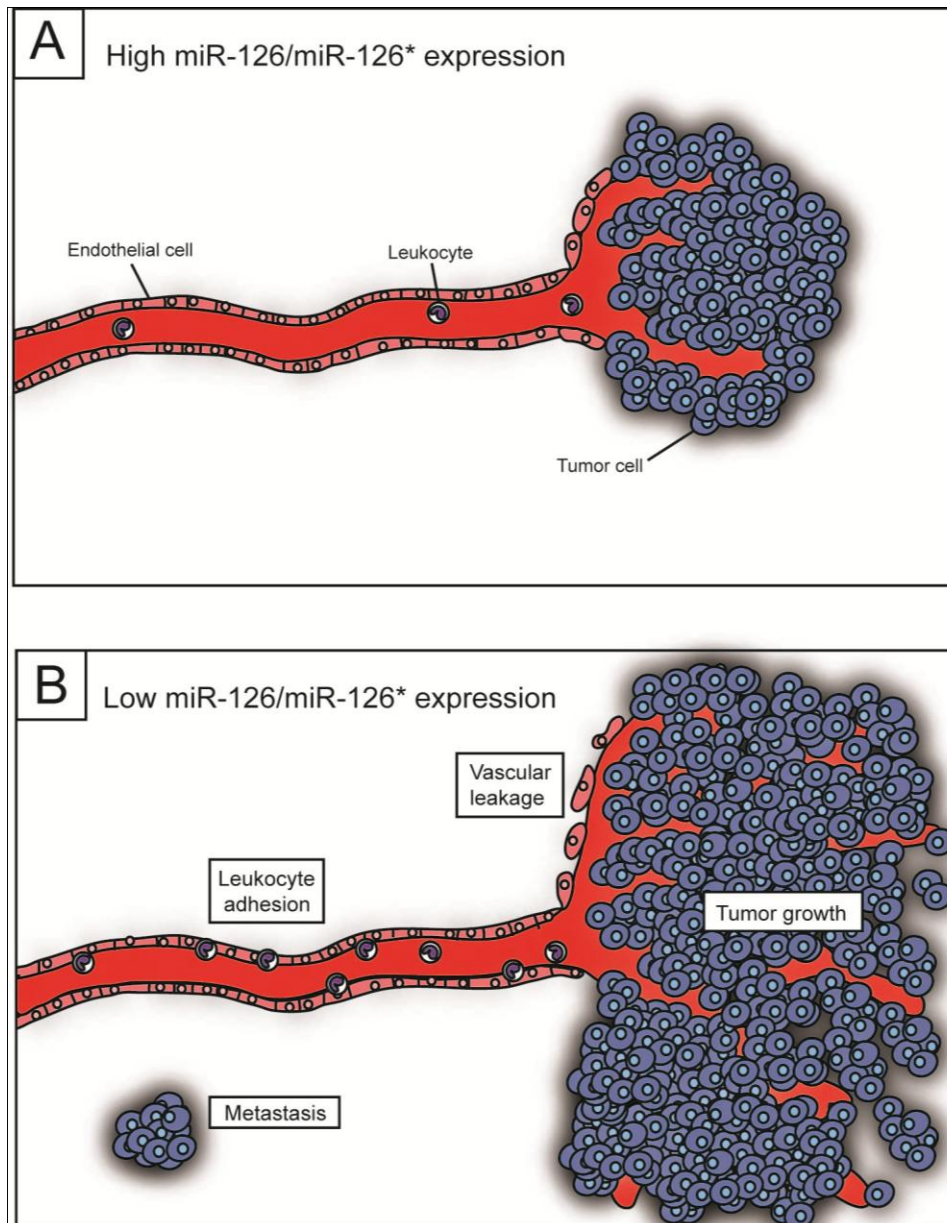 A
High miR-126/miR-126* expression
Endothelial cell
Leukocyte
Tumor cell
B
Low miR-126/miR-126* expression
Vascular
leakage
Leukocyte
adhesion
Tumor growth
Metastasis